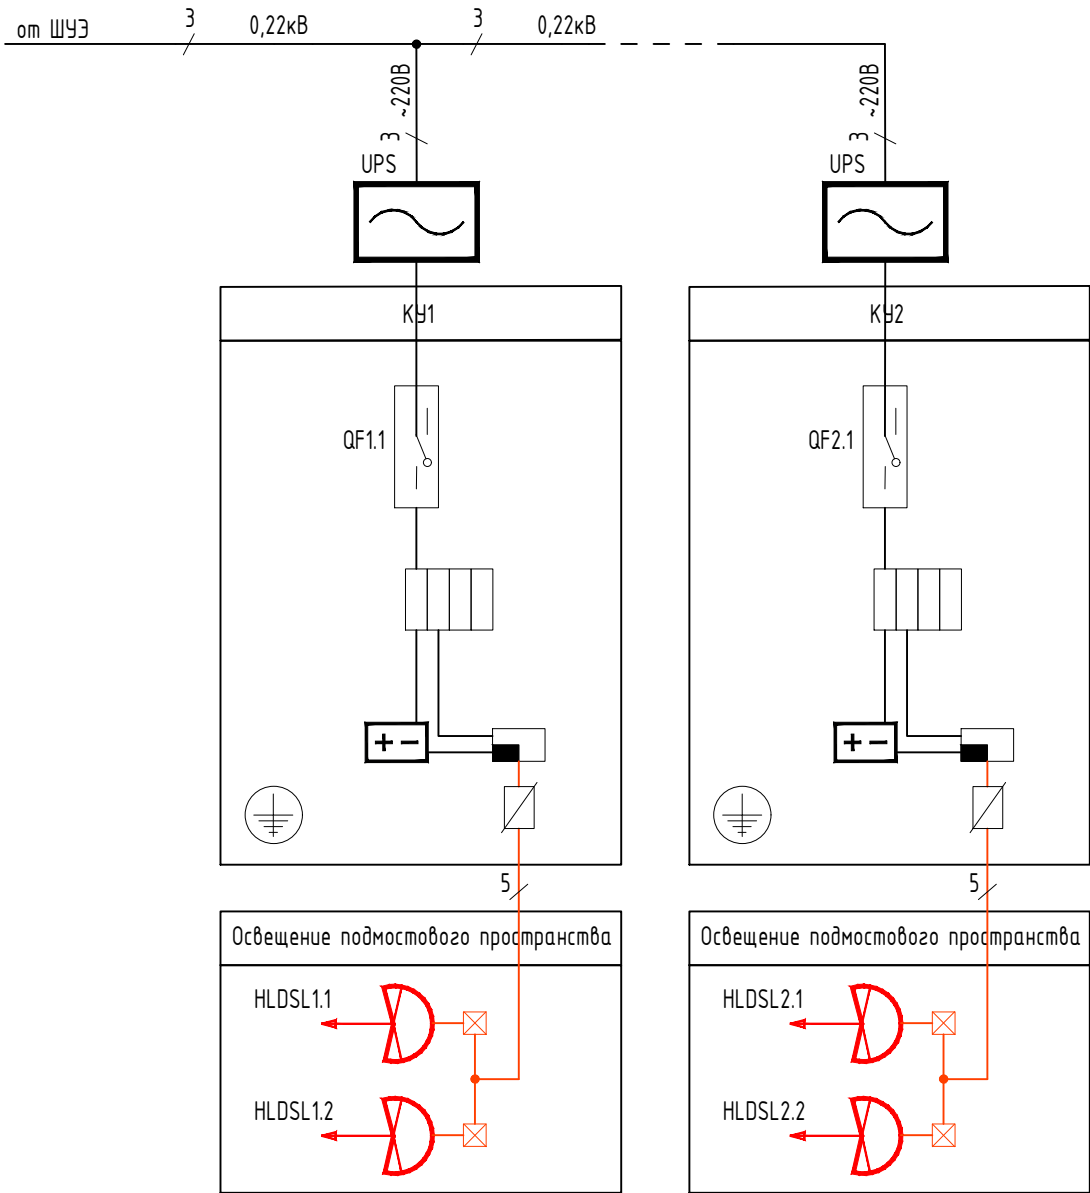 от ШУЭ
3
0,22кВ
3
0,22кВ
~220В
3
UPS
~220В
3
UPS
КУ1
КУ2
QF1.1
QF2.1
+ −
+ −
5
5
Освещение подмостового пространства
Освещение подмостового пространства
HLDSL1.1
HLDSL2.1
HLDSL1.2
HLDSL2.2